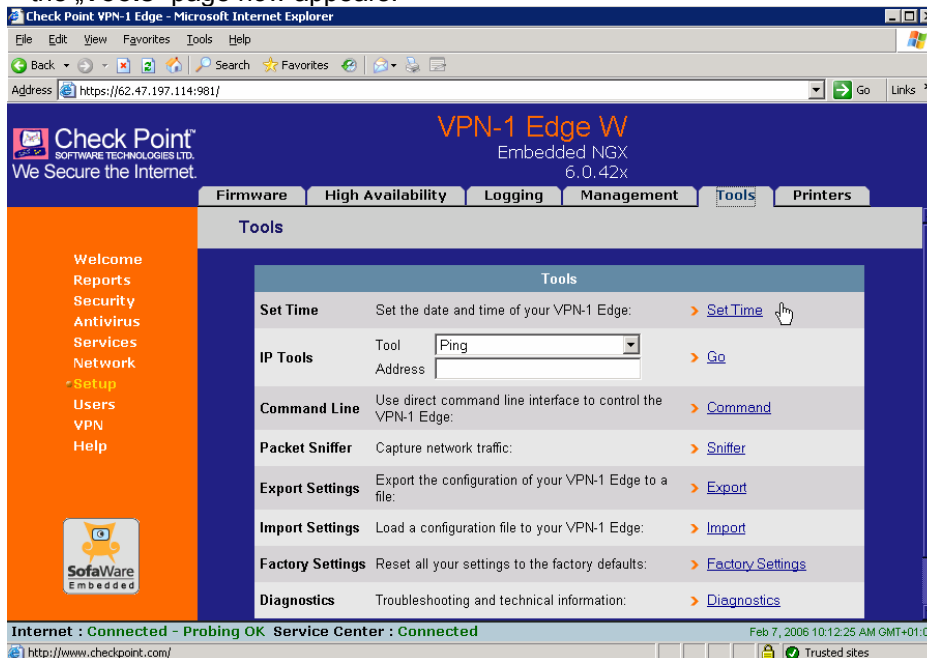 Check Point VPN-1 Edge - Microsoft Internet Explorer
File Edit View Favorites Tools Help
Back Search Favorites
Address https://62.47.197.114:981/ Go Links
Check Point™
SOFTWARE TECHNOLOGIES LTD.
We Secure the Internet.
VPN-1 Edge W
Embedded NGX
6.0.42x
Firmware High Availability Logging Management Tools Printers
Tools
Welcome
Reports
Security
Antivirus
Services
Network
Setup
Users
VPN
Help
SofaWare
Embedded
Tools
Set Time Set the date and time of your VPN-1 Edge: Set Time
IP Tools Tool Ping Go
Address
Command Line Use direct command line interface to control the
VPN-1 Edge: Command
Packet Sniffer Capture network traffic: Sniffer
Export Settings Export the configuration of your VPN-1 Edge to a
file: Export
Import Settings Load a configuration file to your VPN-1 Edge: Import
Factory Settings Reset all your settings to the factory defaults: Factory Settings
Diagnostics Troubleshooting and technical information: Diagnostics
Internet : Connected - Probing OK Service Center : Connected Feb 7, 2006 10:12:25 AM GMT+01:0
http://www.checkpoint.com/ Trusted sites